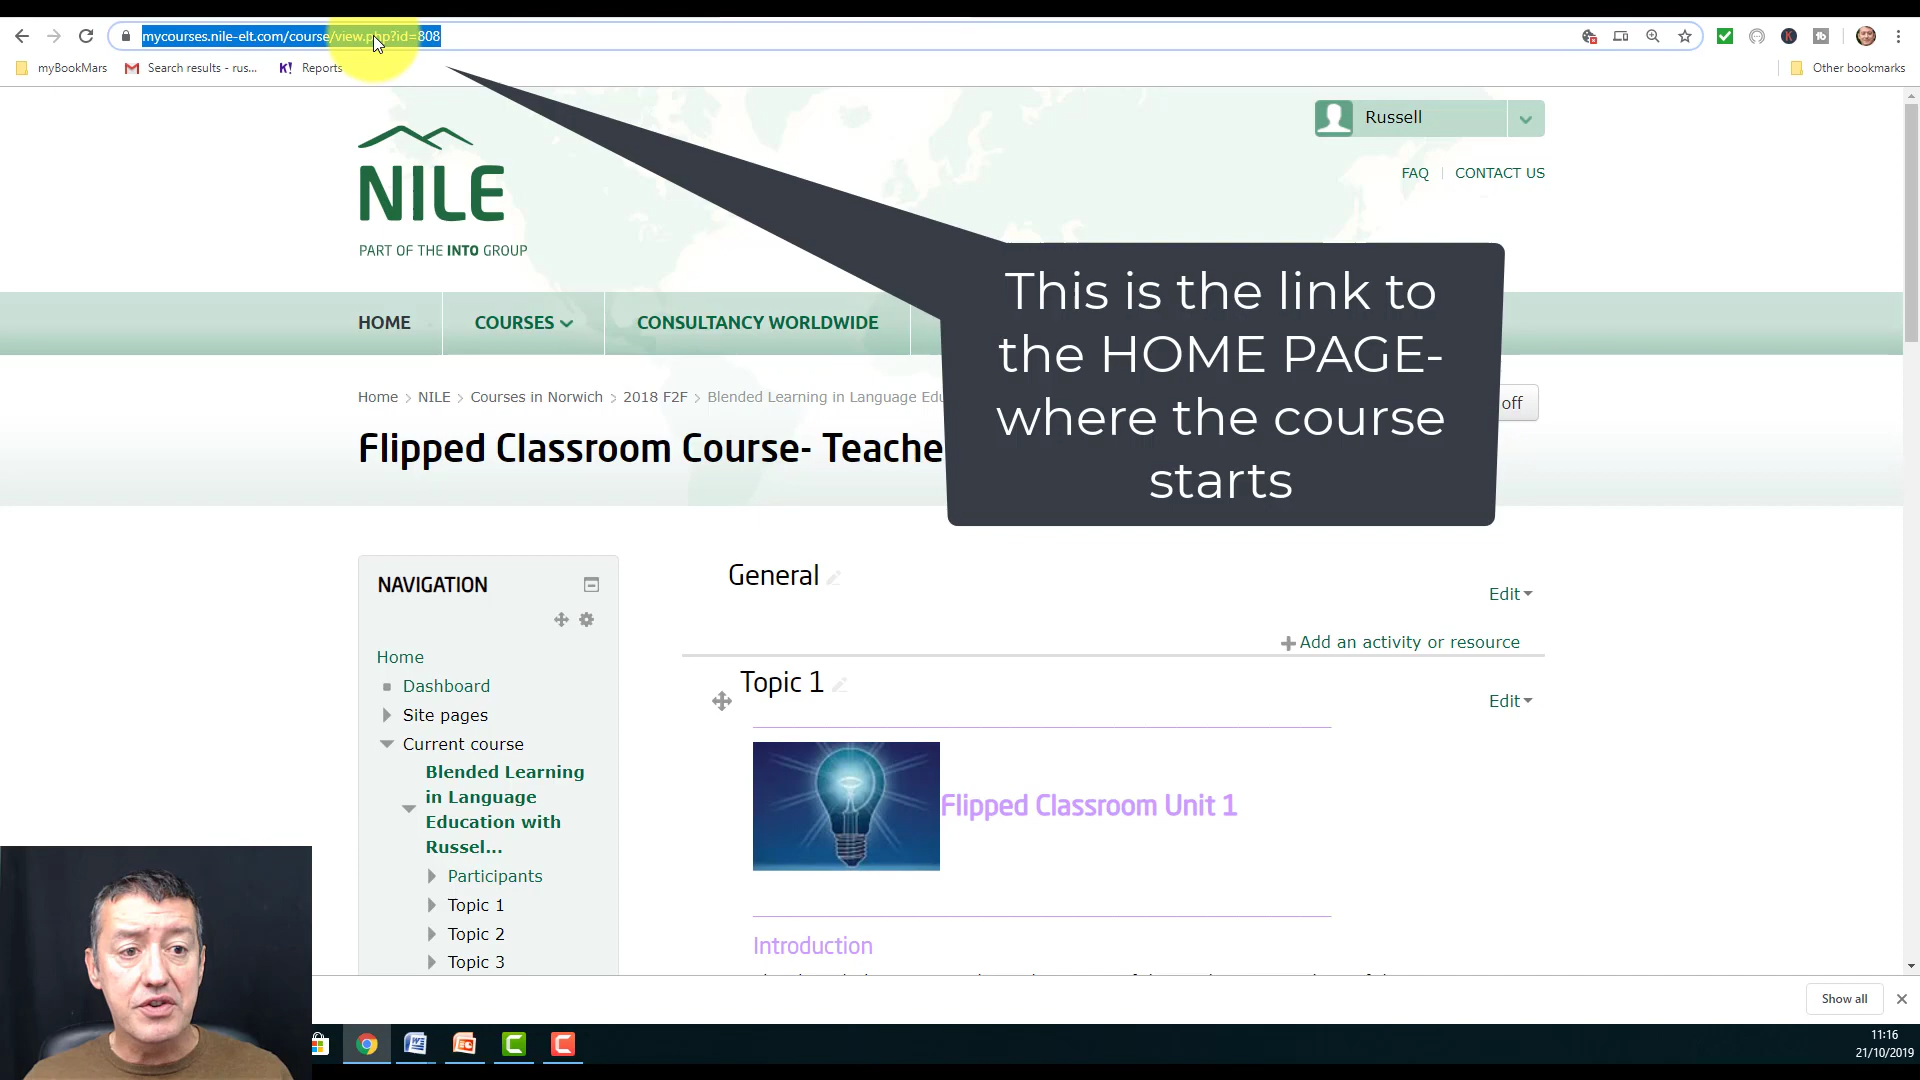 mycourses.nile-elt.com/course/view.php?id=808
myBookMars
Search results - rus...
Reports
Other bookmarks
Russell
FAQ
CONTACT US
NILE
PART OF THE INTO GROUP
This is the link to
the HOME PAGE-
where the course
starts
HOME
COURSES
CONSULTANCY WORLDWIDE
Home > NILE > Courses in Norwich > 2018 F2F > Blended Learning in Language Edu
off
Flipped Classroom Course- Teache
NAVIGATION
Home
Dashboard
Site pages
Current course
Blended Learning
in Language
Education with
Russel...
Participants
Topic 1
Topic 2
Topic 3
General
Edit
Add an activity or resource
Topic 1
Edit
Flipped Classroom Unit 1
Introduction
Show all
11:16
21/10/2019